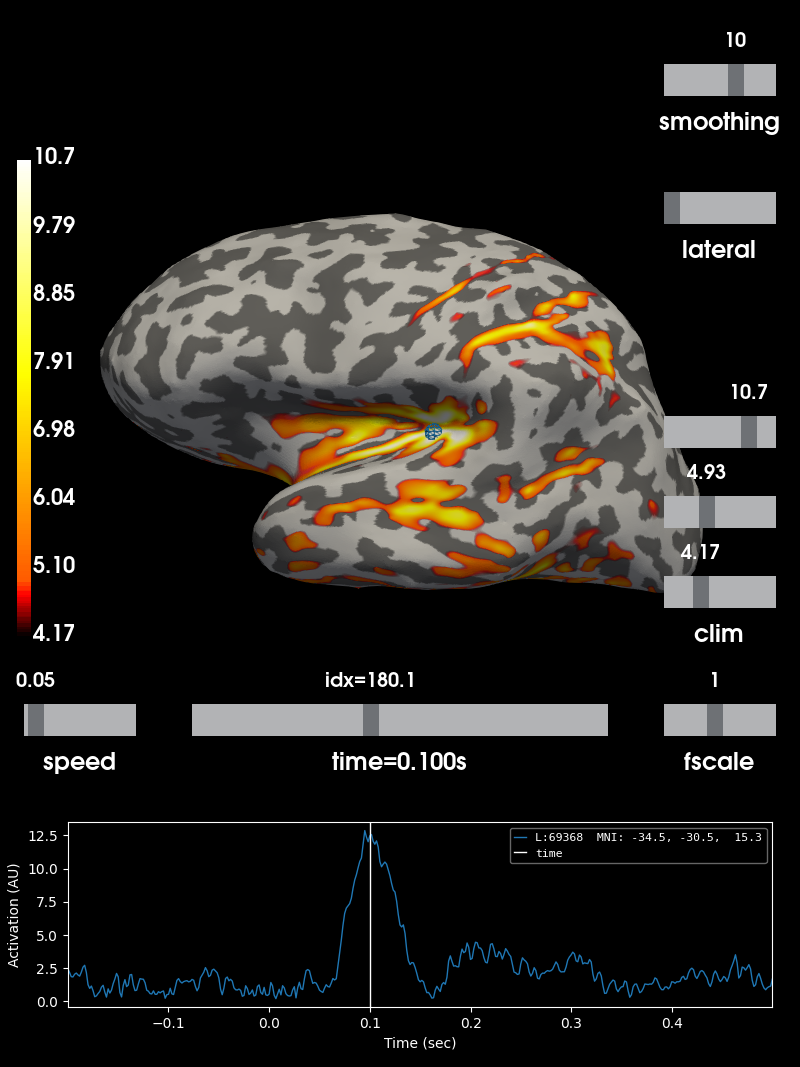 10
smoothing
10.7
9.79
8.85
7.91
6.98
6.04
5.10
4.17
lateral
10.7
4.93
4.17
clim
0.05
speed
idx=180.1
time=0.100s
1
fscale
Activation (AU)
12.5
10.0
7.5
5.0
2.5
0.0
L:69368 MNI: -34.5, -30.5, 15.3
time
−0.1
0.0
0.1
0.2
0.3
0.4
Time (sec)